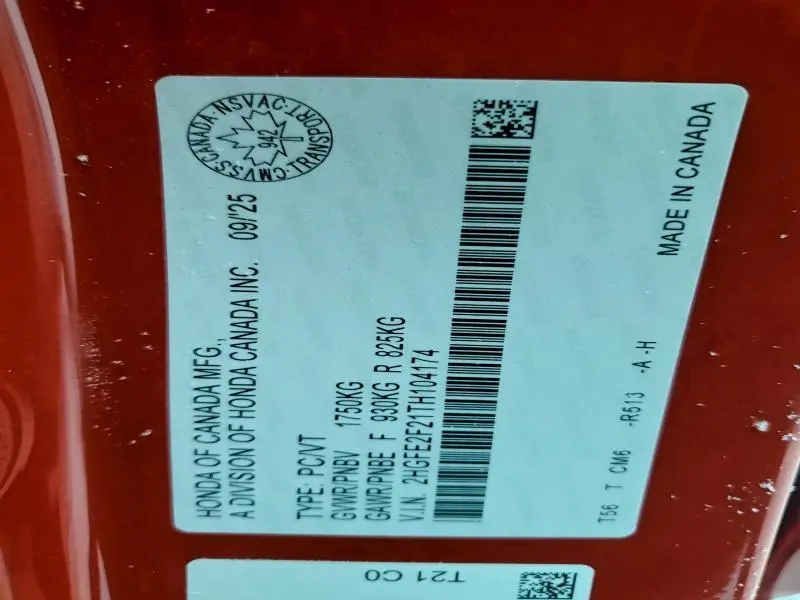 HONDA OF CANADA MFG.,
A DIVISION OF HONDA CANADA INC. 09/'25
CMVSS·CANADA·NSVAC·TRANSPORT
942
TYPE: PC/VT
GVWR/PNBV 1750KG
GAWR/PNBE F 930KG R 825KG
V.I.N. 2HGFE2F21TH104174
T56 T CM6 -R513 -A -H
MADE IN CANADA
T21 C0